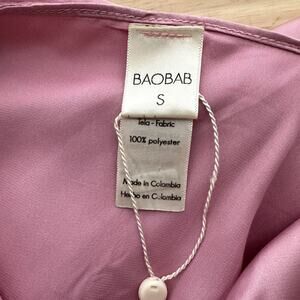 BAOBAB
S
Tela - Fabric
100% polyester
Made in Colombia
Hecho en Colombia